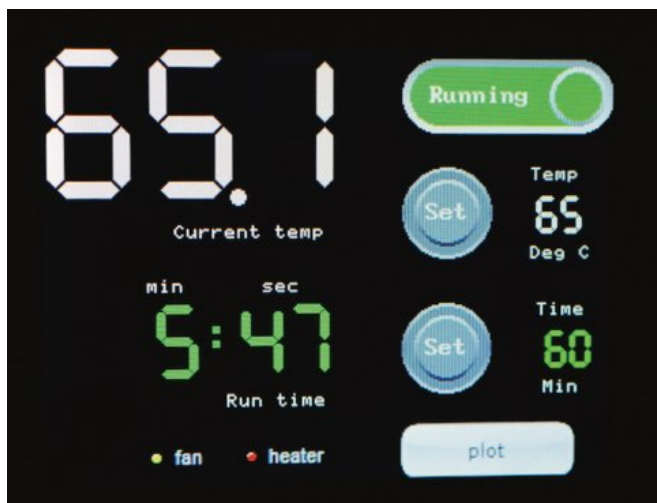 65.1
Current temp
min sec
5:47
Run time
fan heater
Running
Set
Temp
65
Deg C
Set
Time
60
Min
plot